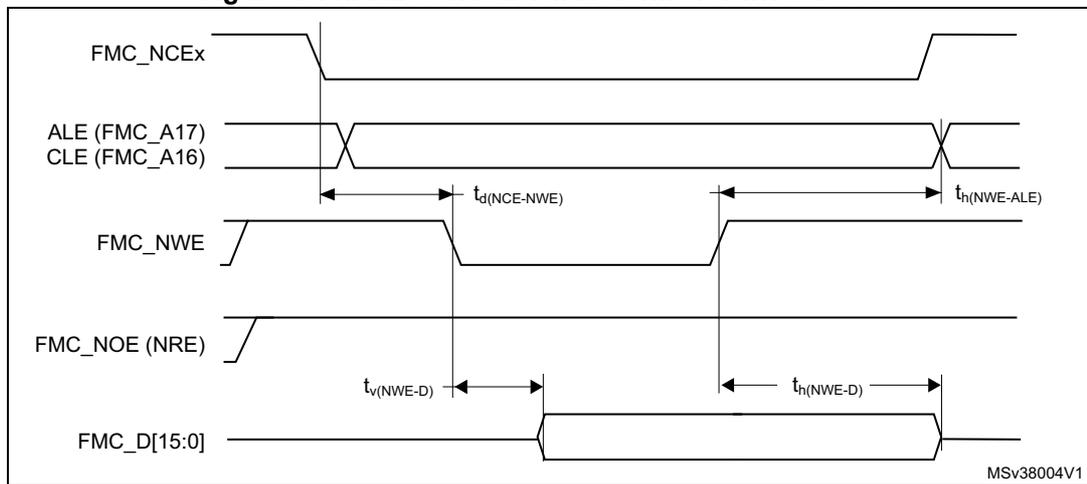 FMC_NCEx
ALE (FMC_A17)
CLE (FMC_A16)
td(NCE-NWE)
th(NWE-ALE)
FMC_NWE
FMC_NOE (NRE)
tv(NWE-D)
th(NWE-D)
FMC_D[15:0]
MSv38004V1